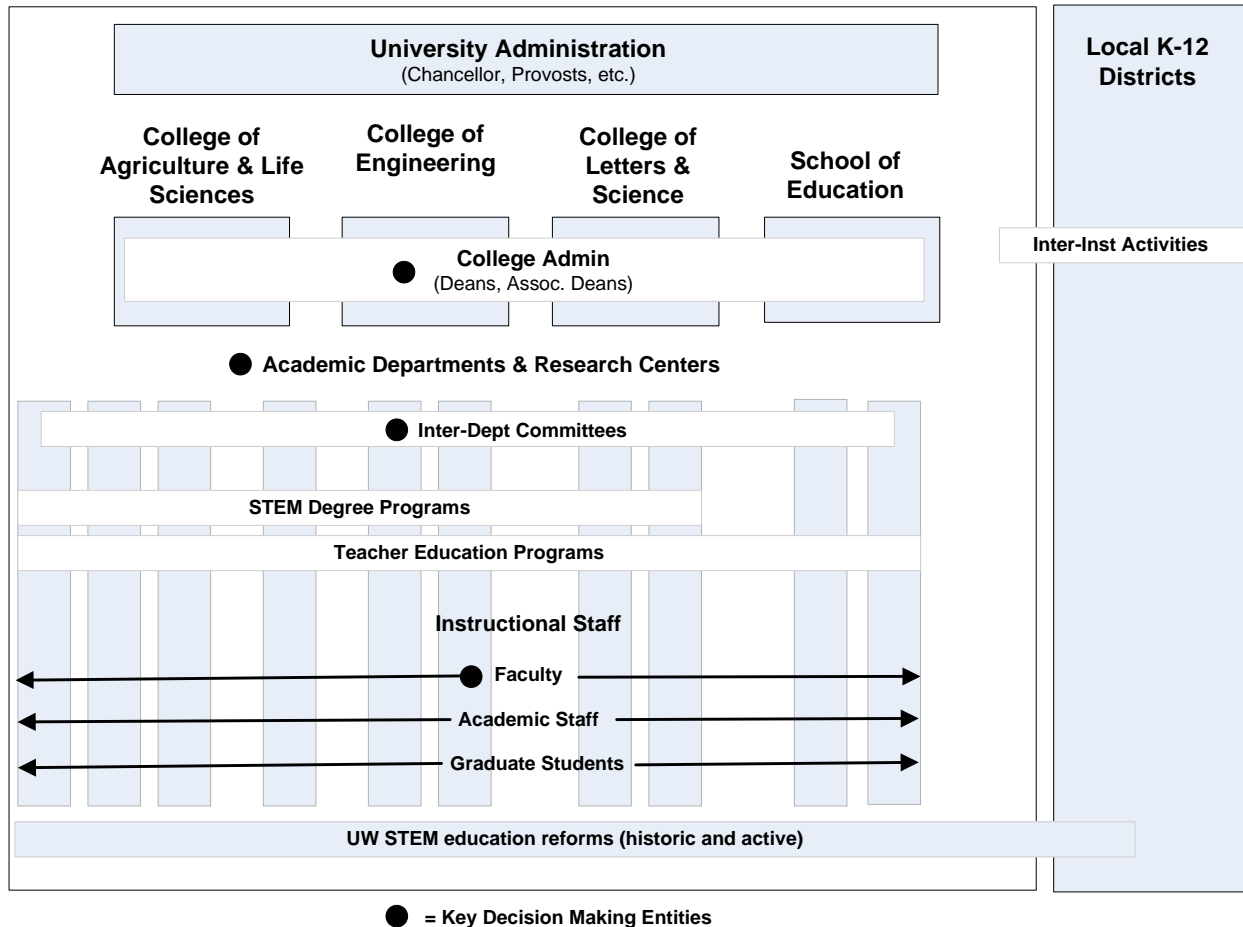 University Administration
(Chancellor, Provosts, etc.)
Local K-12
Districts
College of
Agriculture & Life
Sciences
College of
Engineering
College of
Letters &
Science
School of
Education
Inter-Inst Activities
College Admin
(Deans, Assoc. Deans)
Academic Departments & Research Centers
Inter-Dept Committees
STEM Degree Programs
Teacher Education Programs
Instructional Staff
Faculty
Academic Staff
Graduate Students
UW STEM education reforms (historic and active)
= Key Decision Making Entities